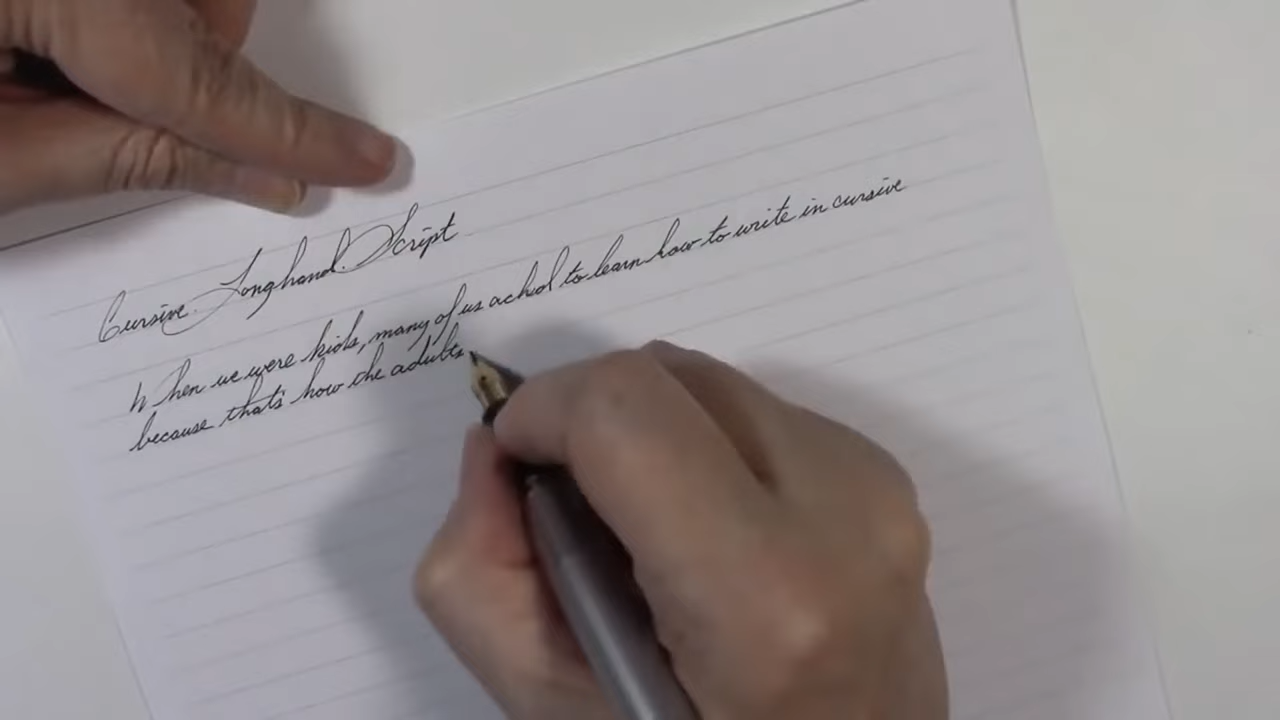 Cursive. Longhand. Script
When we were kids, many of us ached to learn how to write in cursive
because that's how the adults